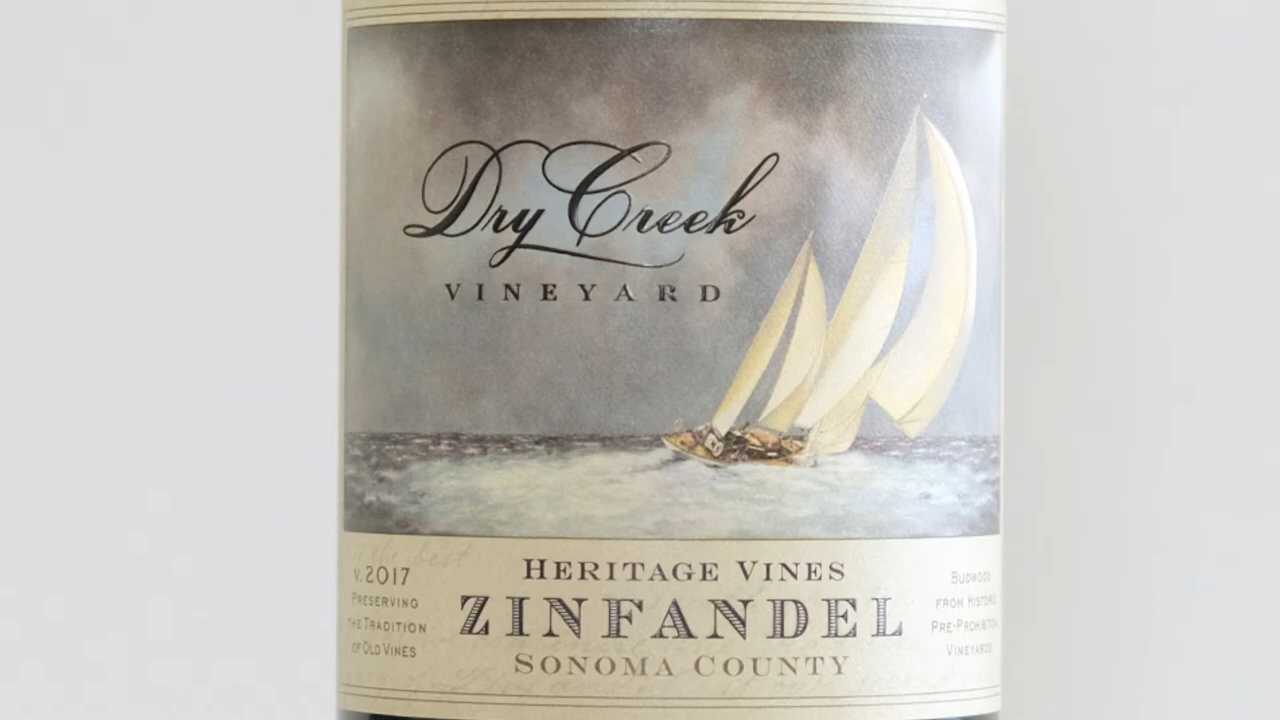 Dry Creek
VINEYARD
HERITAGE VINES
ZINFANDEL
SONOMA COUNTY
v. 2017
PRESERVING
THE TRADITION
OF OLD VINES
BUDWOOD
FROM HISTORIC
PRE-PROHIBITION
VINEYARDS